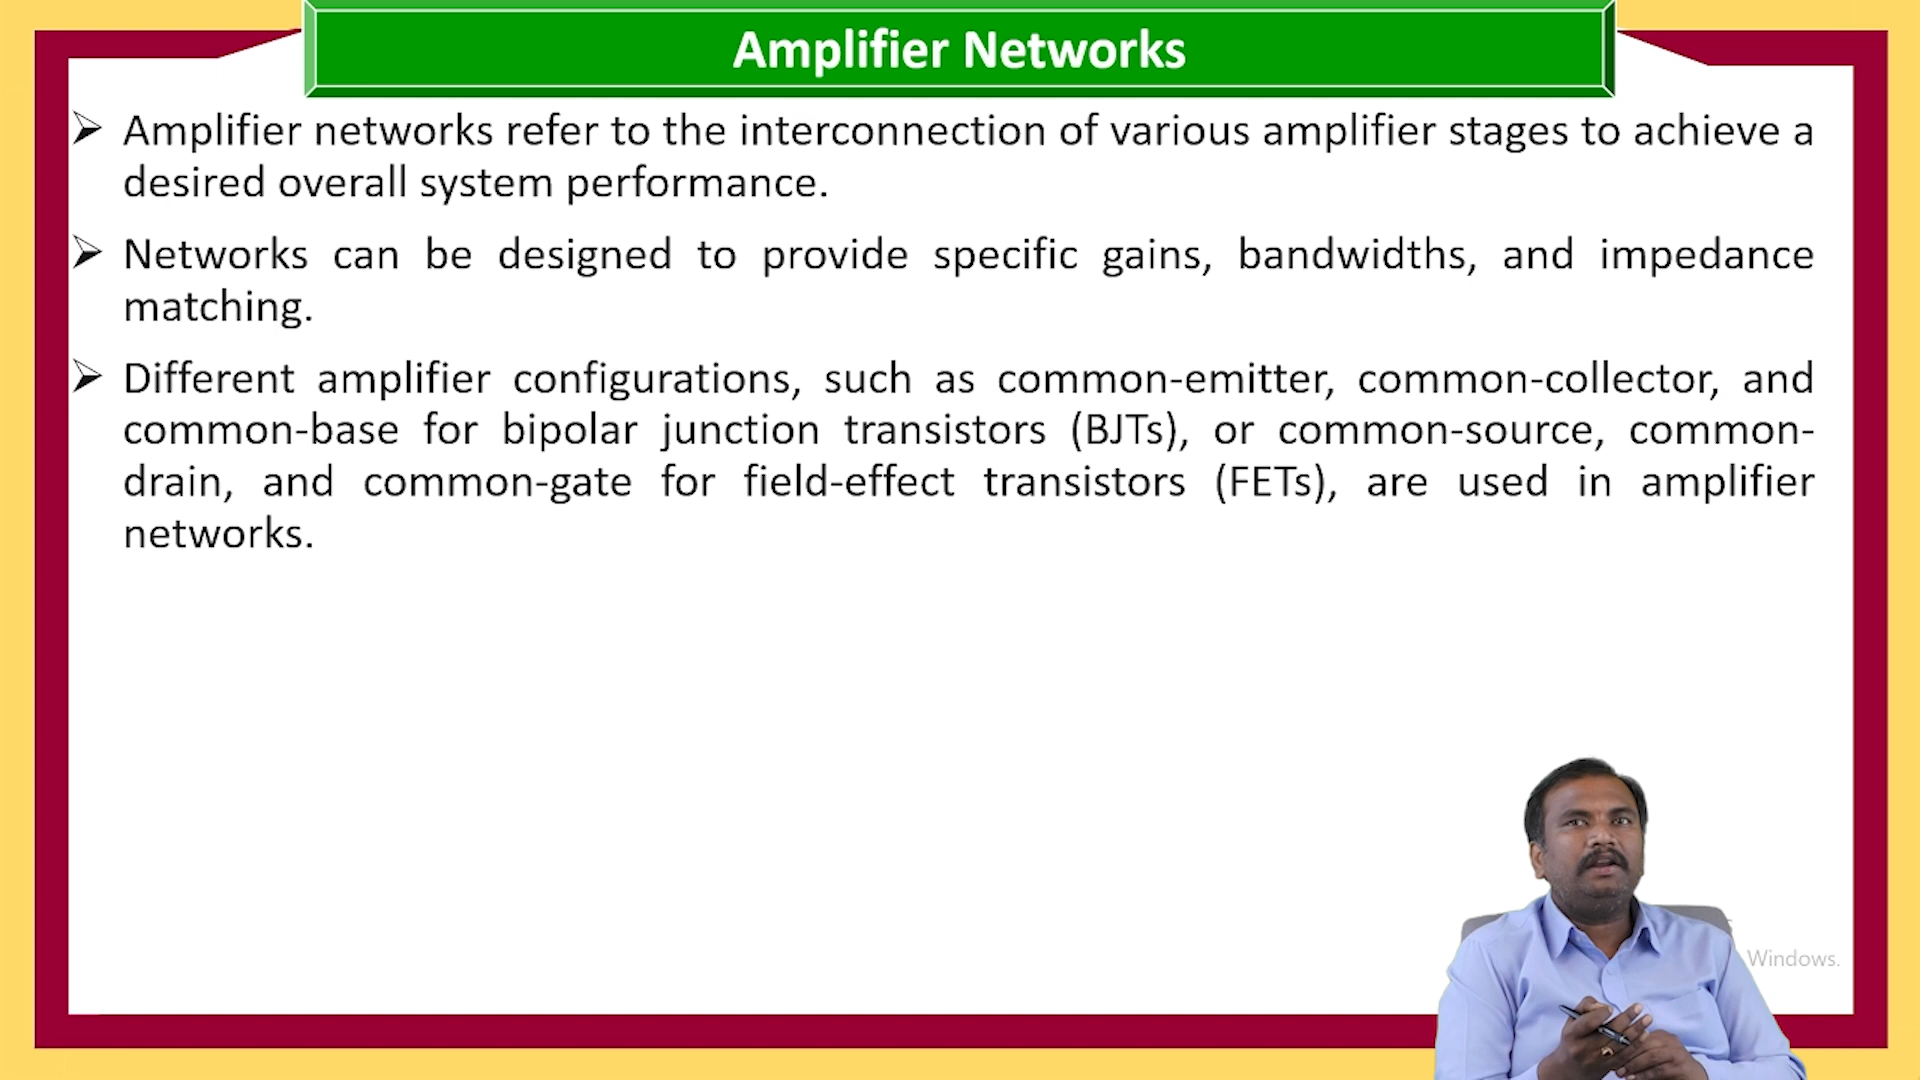 Amplifier Networks
➢ Amplifier networks refer to the interconnection of various amplifier stages to achieve a
desired overall system performance.
➢ Networks can be designed to provide specific gains, bandwidths, and impedance
matching.
➢ Different amplifier configurations, such as common-emitter, common-collector, and
common-base for bipolar junction transistors (BJTs), or common-source, common-
drain, and common-gate for field-effect transistors (FETs), are used in amplifier
networks.
Windows.